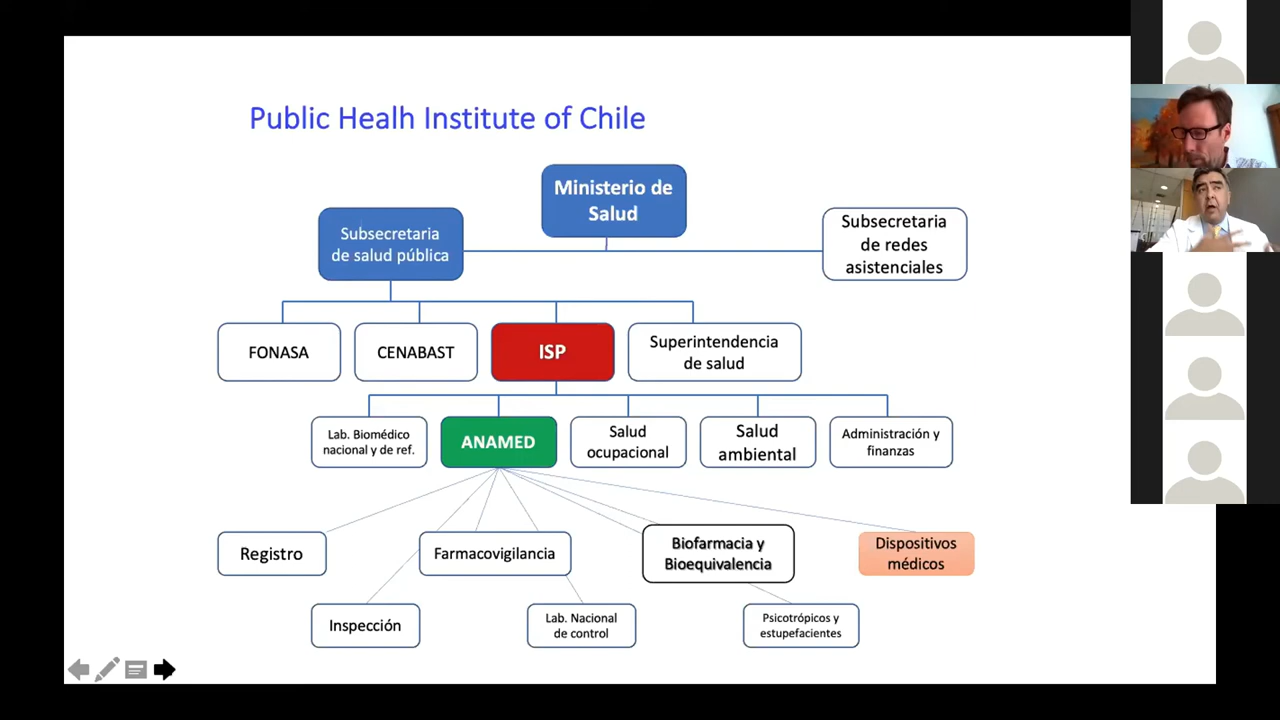 Public Healh Institute of Chile
Ministerio de
Salud
Subsecretaria
de salud pública
Subsecretaria
de redes
asistenciales
FONASA
CENABAST
ISP
Superintendencia
de salud
Lab. Biomédico
nacional y de ref.
ANAMED
Salud
ocupacional
Salud
ambiental
Administración y
finanzas
Registro
Farmacovigilancia
Biofarmacia y
Bioequivalencia
Dispositivos
médicos
Inspección
Lab. Nacional
de control
Psicotrópicos y
estupefacientes